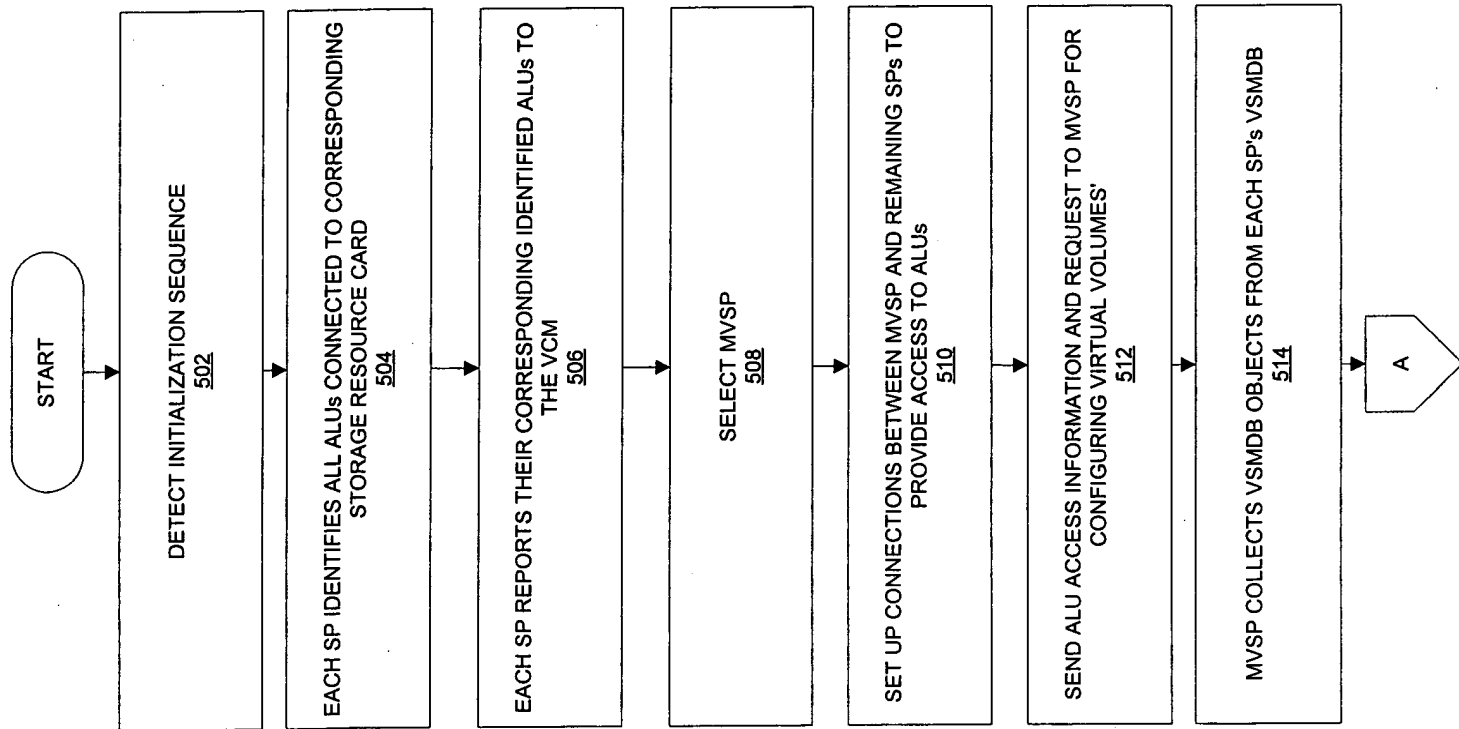 START
DETECT INITIALIZATION SEQUENCE
502
EACH SP IDENTIFIES ALL ALUs CONNECTED TO CORRESPONDING
STORAGE RESOURCE CARD
504
EACH SP REPORTS THEIR CORRESPONDING IDENTIFIED ALUs TO
THE VCM
506
SELECT MVSP
508
SET UP CONNECTIONS BETWEEN MVSP AND REMAINING SPs TO
PROVIDE ACCESS TO ALUs
510
SEND ALU ACCESS INFORMATION AND REQUEST TO MVSP FOR
CONFIGURING VIRTUAL VOLUMES'
512
MVSP COLLECTS VSMDB OBJECTS FROM EACH SP's VSMDB
514
A